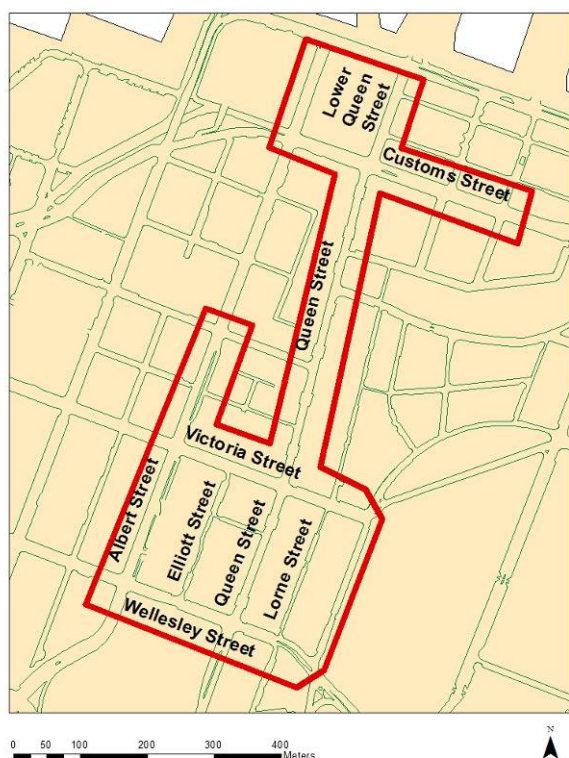 Lower
Queen
Street
Customs Street
Queen Street
Victoria Street
Albert Street
Elliott Street
Queen Street
Lorne Street
Wellesley Street
0 50 100 200 300 400
Meters
N